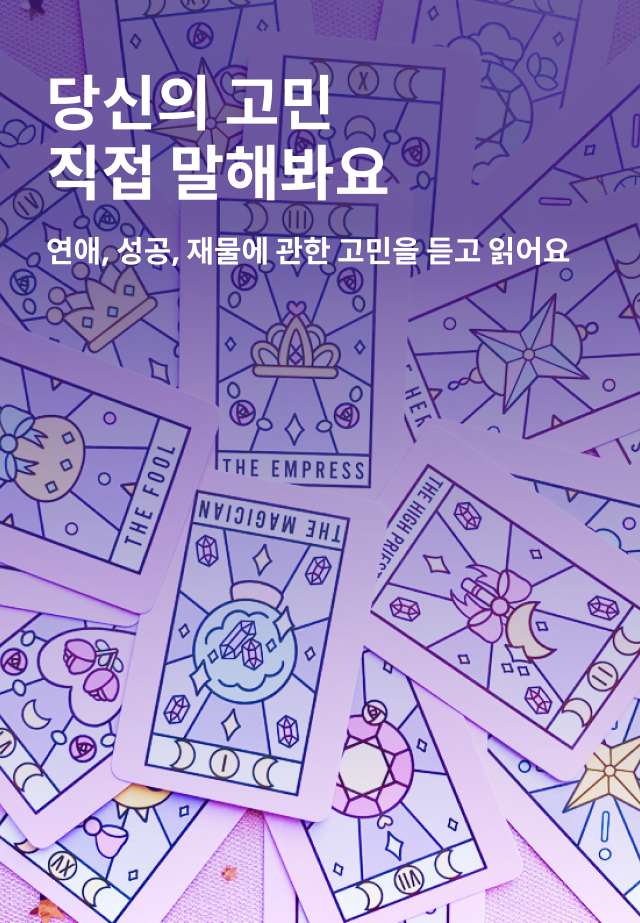 당신의 고민
직접 말해봐요
연애, 성공, 재물에 관한 고민을 듣고 읽어요
X
III
IV
THE EMPRESS
THE FOOL
THE MAGICIAN
THE HIGH
II
I
XV
VII